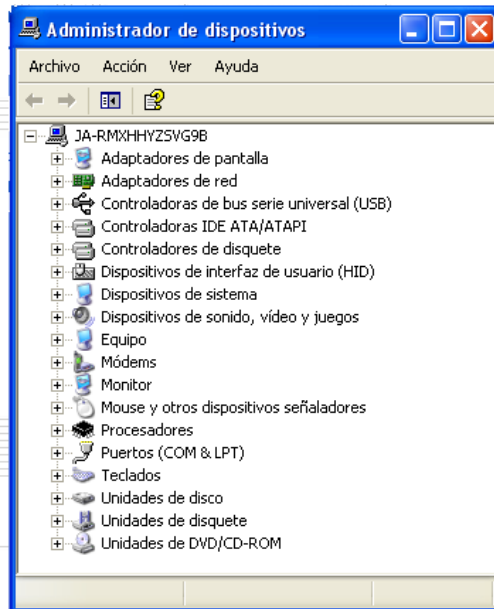 Administrador de dispositivos
Archivo Acción Ver Ayuda
JA-RMXHHYZSVG9B
Adaptadores de pantalla
Adaptadores de red
Controladoras de bus serie universal (USB)
Controladoras IDE ATA/ATAPI
Controladores de disquete
Dispositivos de interfaz de usuario (HID)
Dispositivos de sistema
Dispositivos de sonido, vídeo y juegos
Equipo
Módems
Monitor
Mouse y otros dispositivos señaladores
Procesadores
Puertos (COM & LPT)
Teclados
Unidades de disco
Unidades de disquete
Unidades de DVD/CD-ROM